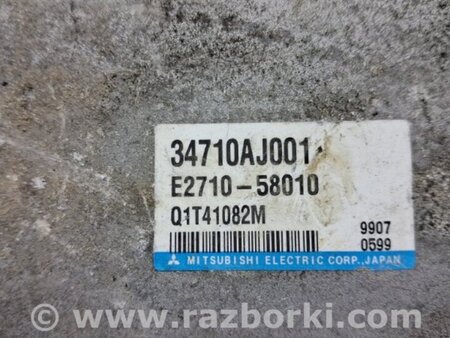 34710AJ001
E2710-58010
Q1T41082M
9907
0599
MITSUBISHI ELECTRIC CORP., JAPAN
© www.razborki.com